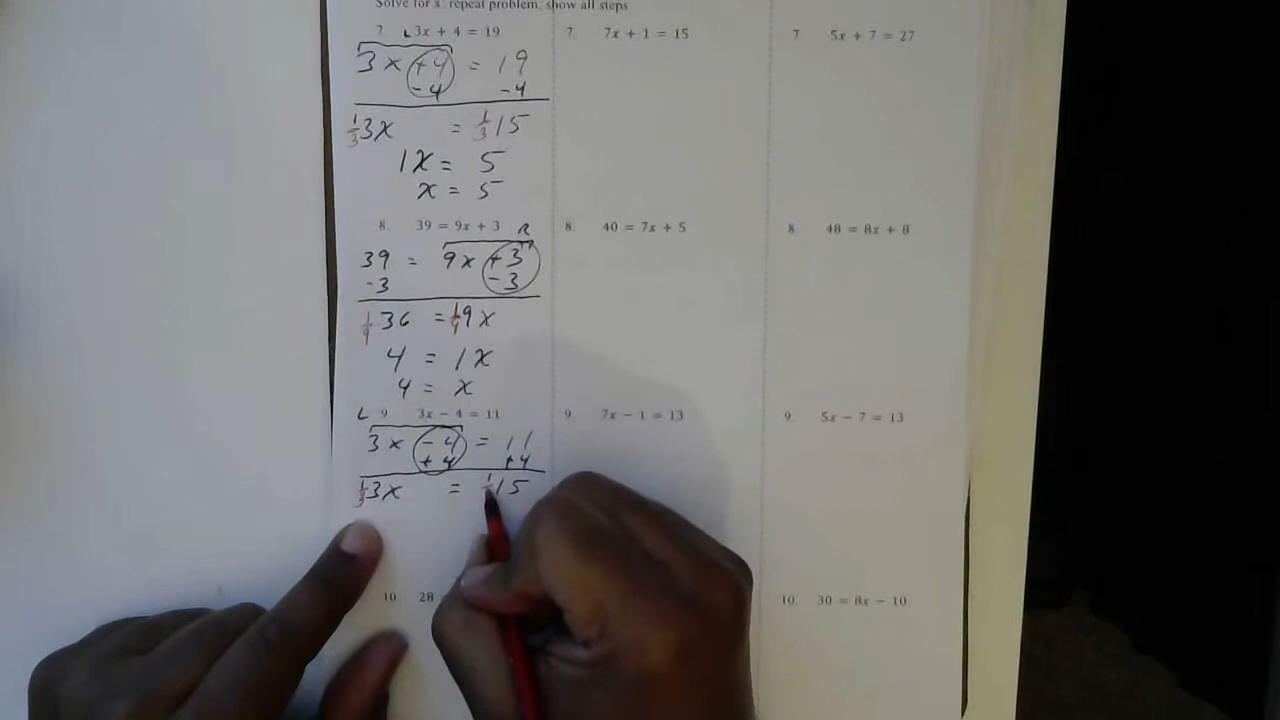 Solve for x: repeat problem, show all steps
7. L 3x + 4 = 19
3x +4 = 19
-4 -4
1/3 3x = 1/3 15
1x = 5
x = 5
8. 39 = 9x + 3 R
39 = 9x +3
-3 -3
1/9 36 = 1/9 9x
4 = 1x
4 = x
L 9. 3x − 4 = 11
3x -4 = 11
+4 +4
1/3 3x = 1 15
10. 28
7. 7x + 1 = 15
8. 40 = 7x + 5
9. 7x − 1 = 13
7 5x + 7 = 27
8. 48 = 8x + 8
9. 5x − 7 = 13
10. 30 = 8x − 10